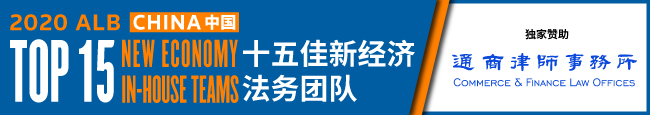 2020 ALB CHINA 中国
TOP 15 NEW ECONOMY IN-HOUSE TEAMS
十五佳新经济
法务团队
独家赞助
通商律師事務所
COMMERCE & FINANCE LAW OFFICES